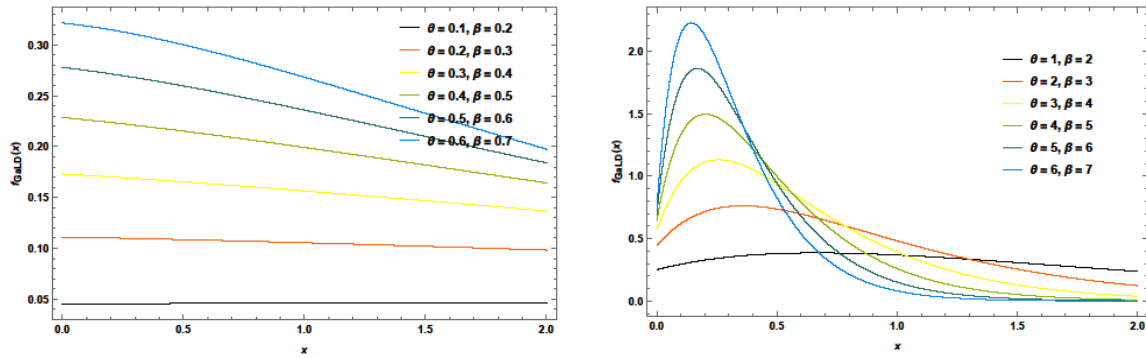 θ = 0.1, β = 0.2
θ = 0.2, β = 0.3
θ = 0.3, β = 0.4
θ = 0.4, β = 0.5
θ = 0.5, β = 0.6
θ = 0.6, β = 0.7
0.30
0.25
0.20
0.15
0.10
0.05
fGaLD(x)
0.0 0.5 1.0 1.5 2.0
x
θ = 1, β = 2
θ = 2, β = 3
θ = 3, β = 4
θ = 4, β = 5
θ = 5, β = 6
θ = 6, β = 7
2.0
1.5
1.0
0.5
0.0
fGaLD(x)
0.0 0.5 1.0 1.5 2.0
x